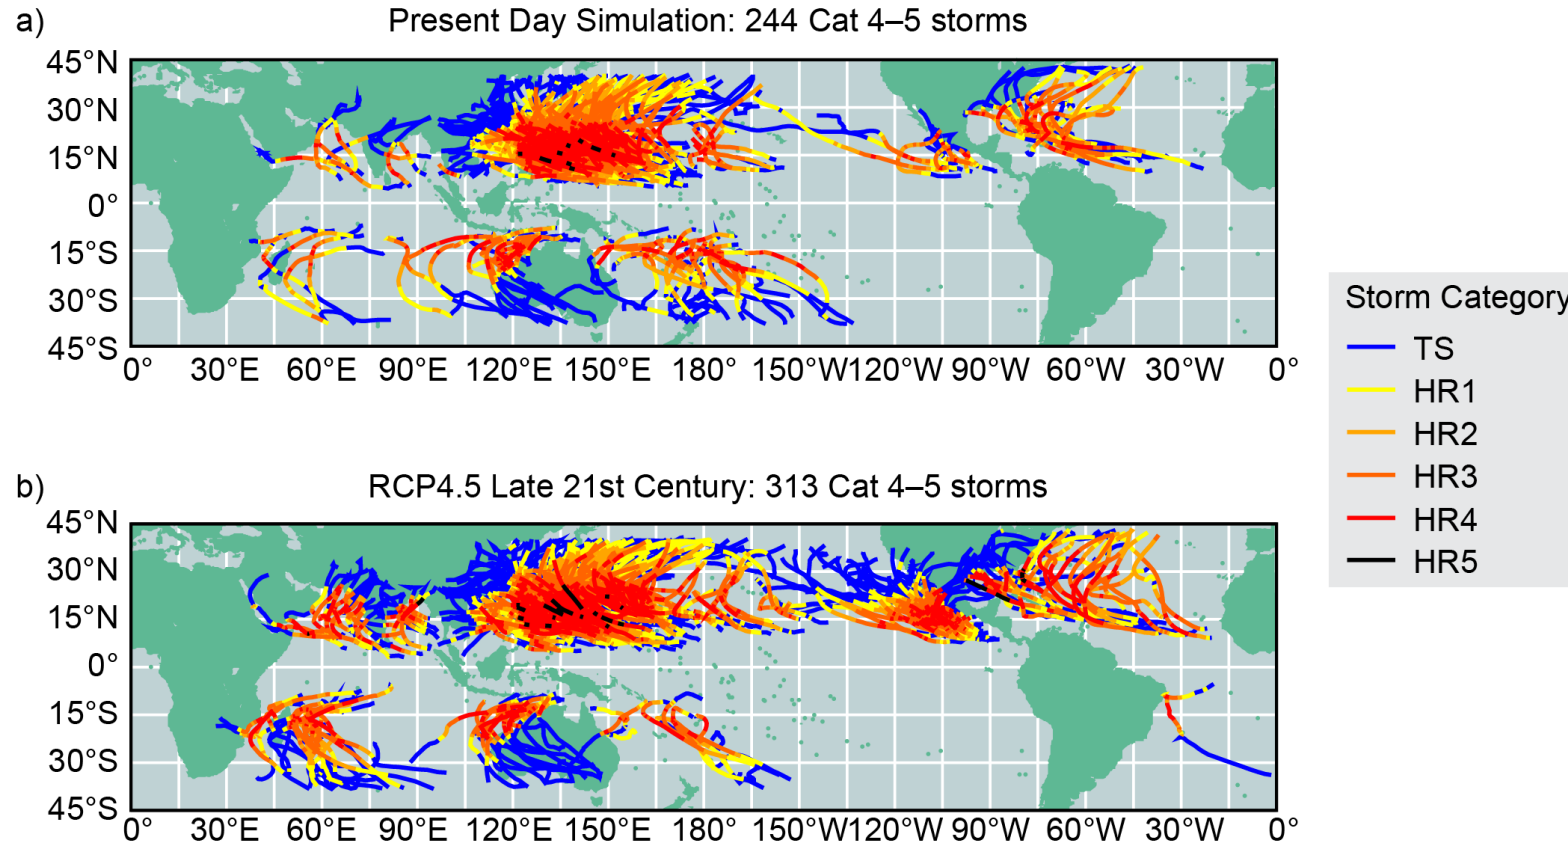 a)
Present Day Simulation: 244 Cat 4–5 storms
45°N
30°N
15°N
0°
15°S
30°S
45°S
0° 30°E 60°E 90°E 120°E 150°E 180° 150°W 120°W 90°W 60°W 30°W 0°
Storm Category
TS
HR1
HR2
HR3
HR4
HR5
b)
RCP4.5 Late 21st Century: 313 Cat 4–5 storms
45°N
30°N
15°N
0°
15°S
30°S
45°S
0° 30°E 60°E 90°E 120°E 150°E 180° 150°W 120°W 90°W 60°W 30°W 0°